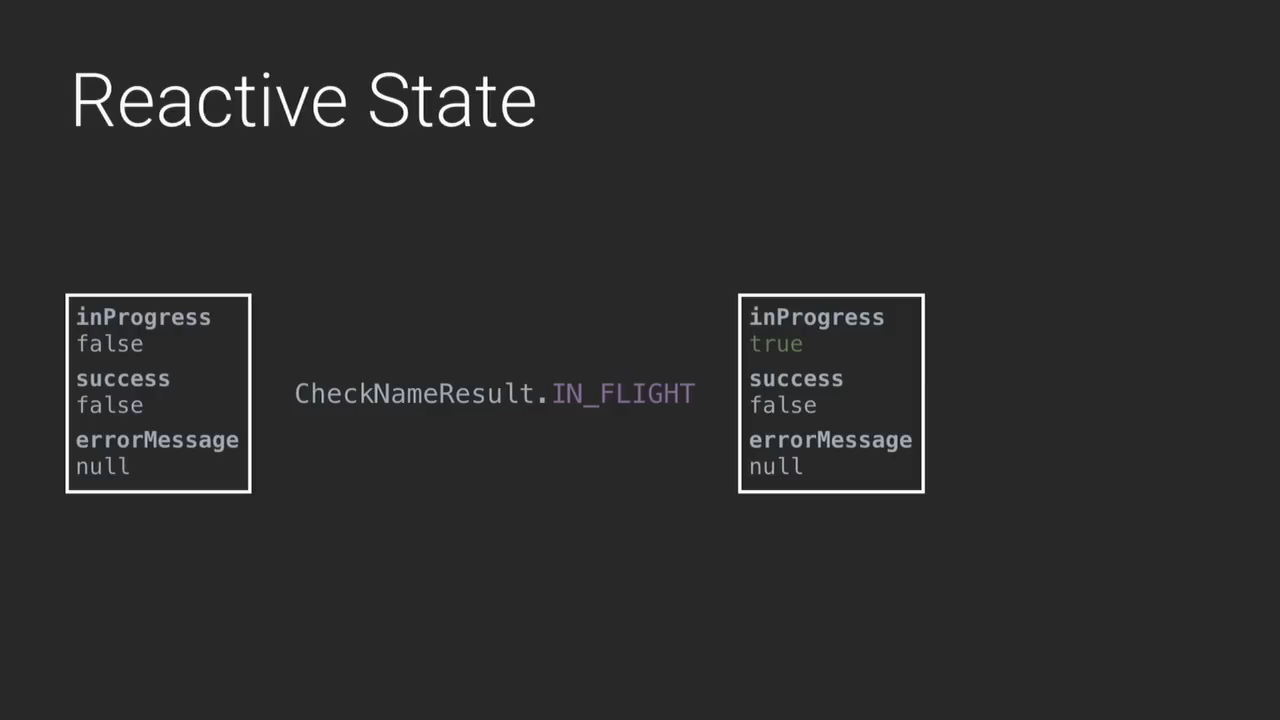 Reactive State
inProgress
false
success
false
errorMessage
null
CheckNameResult.IN_FLIGHT
inProgress
true
success
false
errorMessage
null